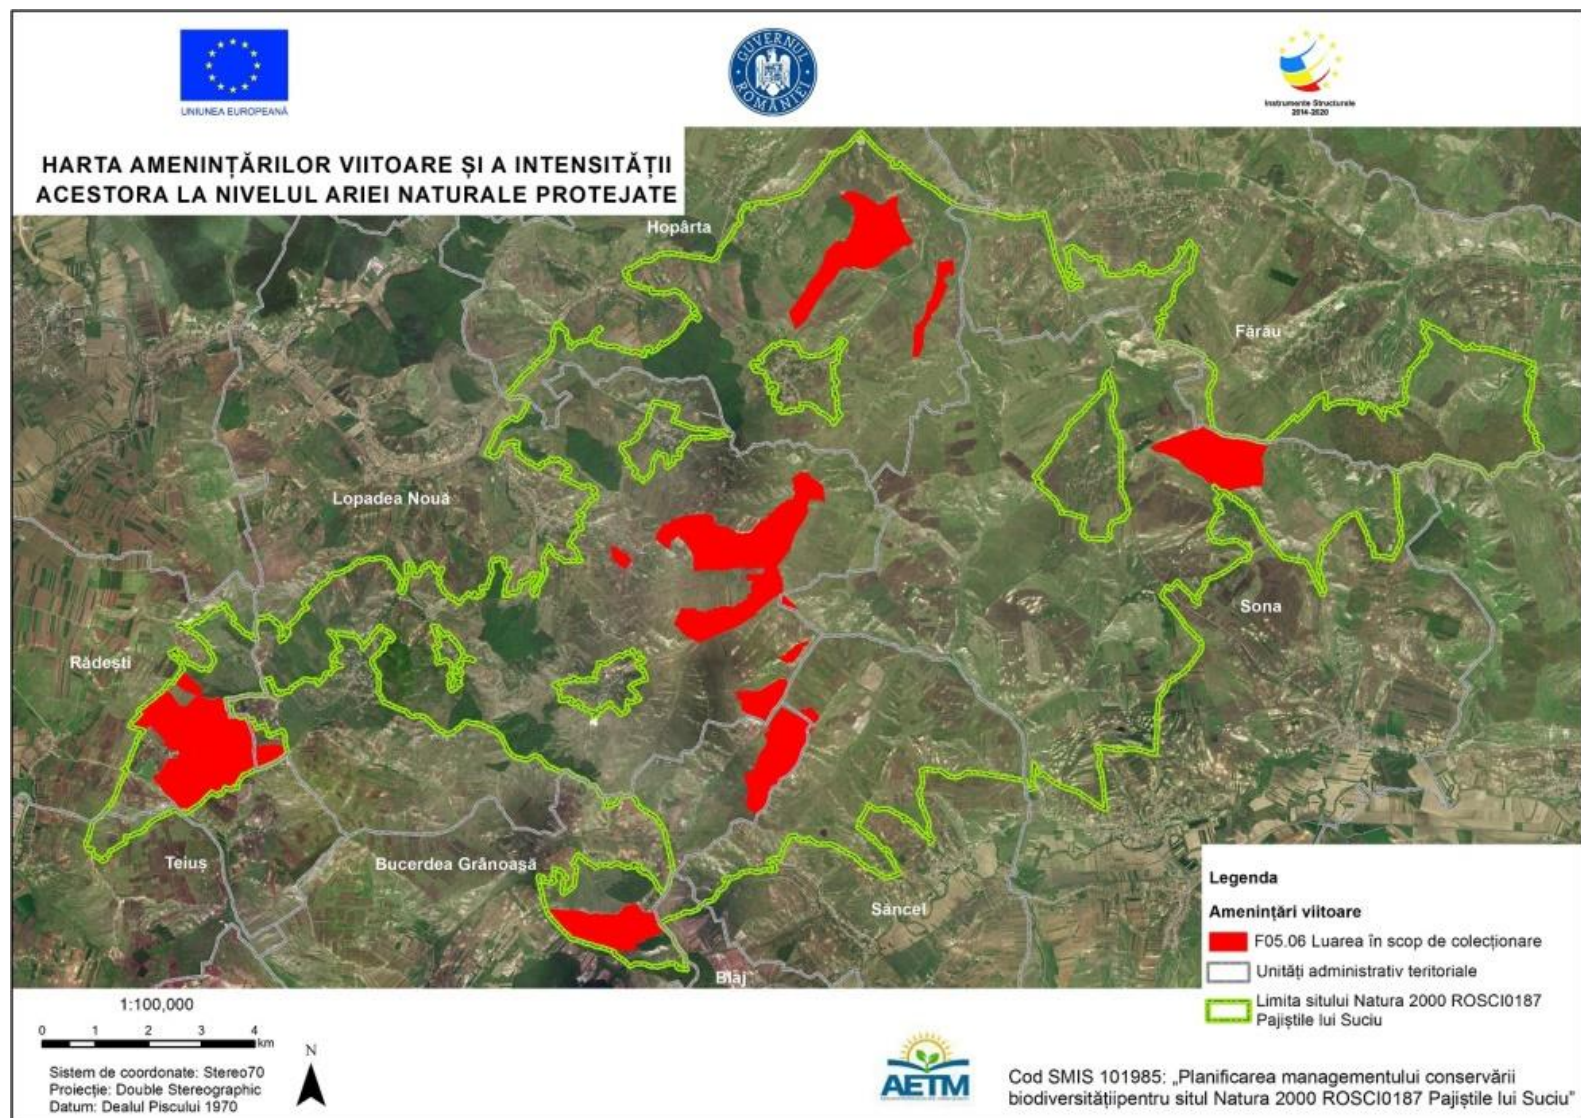 UNIUNEA EUROPEANĂ
GUVERNUL ROMÂNIEI
Instrumente Structurale
2014-2020
HARTA AMENINȚĂRILOR VIITOARE ȘI A INTENSITĂȚII
ACESTORA LA NIVELUL ARIEI NATURALE PROTEJATE
Hopârta
Fărău
Lopadea Nouă
Sona
Rădești
Teiuș
Bucerdea Grânoașă
Sâncel
Blaj
Legenda
Amenințări viitoare
F05.06 Luarea în scop de colecționare
Unități administrativ teritoriale
Limita sitului Natura 2000 ROSCI0187
Pajiștile lui Suciu
1:100,000
0 1 2 3 4
km
N
Sistem de coordonate: Stereo70
Proiecție: Double Stereographic
Datum: Dealul Piscului 1970
AETM
Cod SMIS 101985: „Planificarea managementului conservării
biodiversitățiipentru situl Natura 2000 ROSCI0187 Pajiștile lui Suciu”